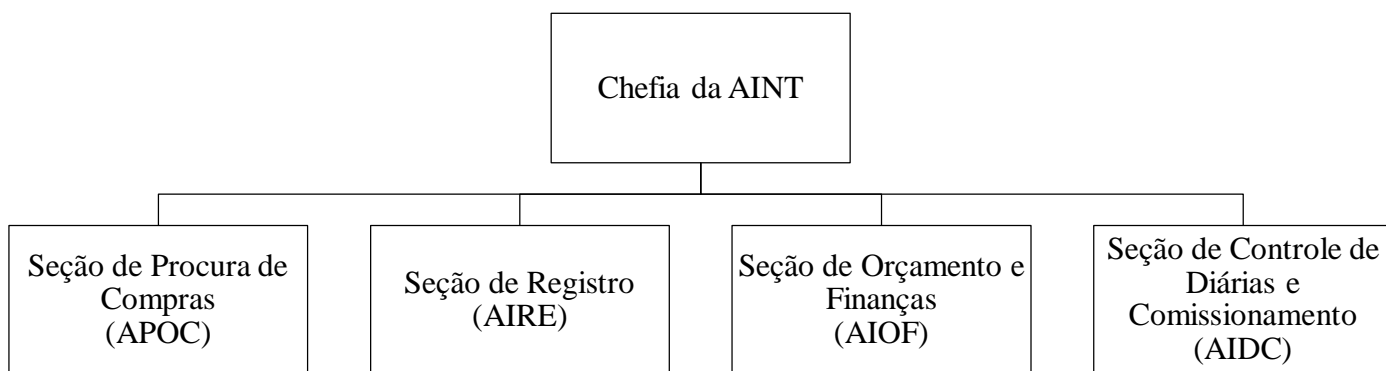 Chefia da AINT
Seção de Procura de
Compras
(APOC)
Seção de Registro
(AIRE)
Seção de Orçamento e
Finanças
(AIOF)
Seção de Controle de
Diárias e
Comissionamento
(AIDC)